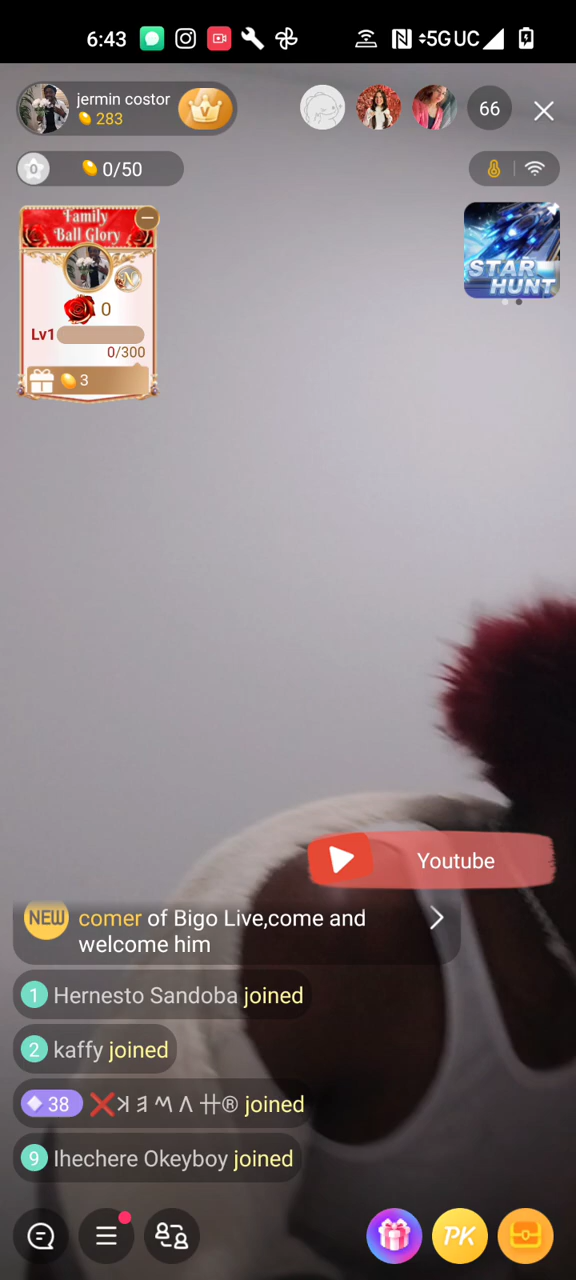 6:43
5G UC
jermin costor
283
66
0
0/50
Family
Ball Glory
N
0
Lv1
0/300
3
STAR
HUNT
Youtube
NEW comer of Bigo Live,come and
welcome him
1 Hernesto Sandoba joined
2 kaffy joined
joined
9 Ihechere Okeyboy joined
PK